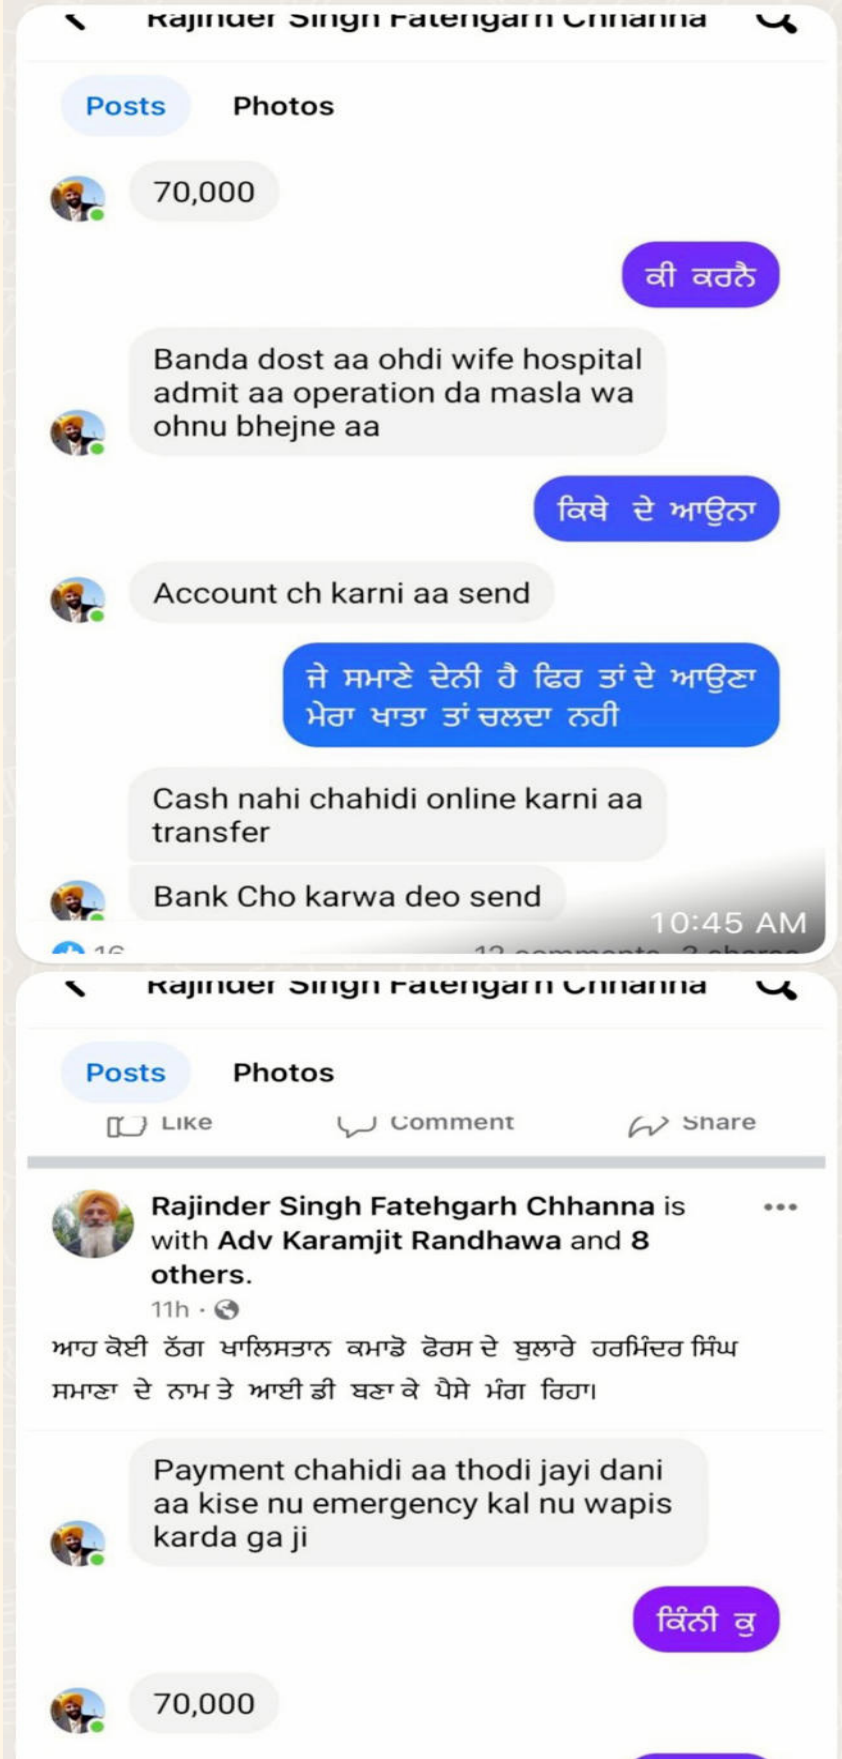 Rajinder Singh Fatehgarh Chhanna
Posts Photos
70,000
ਕੀ ਕਰਨੈ
Banda dost aa ohdi wife hospital
admit aa operation da masla wa
ohnu bhejne aa
ਕਿਥੇ ਦੇ ਆਉਨਾ
Account ch karni aa send
ਜੇ ਸਮਾਣੇ ਦੇਨੀ ਹੈ ਫਿਰ ਤਾਂ ਦੇ ਆਉਣਾ
ਮੇਰਾ ਖਾਤਾ ਤਾਂ ਚਲਦਾ ਨਹੀ
Cash nahi chahidi online karni aa
transfer
Bank Cho karwa deo send
10:45 AM
16 12 comments 3 shares
Rajinder Singh Fatehgarh Chhanna
Posts Photos
Like Comment Share
Rajinder Singh Fatehgarh Chhanna is
with Adv Karamjit Randhawa and 8
others.
11h ·
ਆਹ ਕੋਈ ਠੱਗ ਖਾਲਿਸਤਾਨ ਕਮਾਡੋ ਫੋਰਸ ਦੇ ਬੁਲਾਰੇ ਹਰਮਿੰਦਰ ਸਿੰਘ
ਸਮਾਣਾ ਦੇ ਨਾਮ ਤੇ ਆਈ ਡੀ ਬਣਾ ਕੇ ਪੈਸੇ ਮੰਗ ਰਿਹਾ।
Payment chahidi aa thodi jayi dani
aa kise nu emergency kal nu wapis
karda ga ji
ਕਿੰਨੀ ਕੁ
70,000